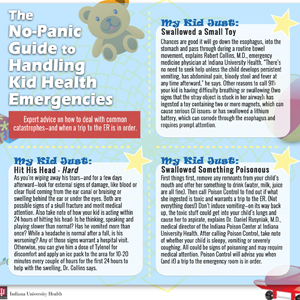 The
No-Panic
Guide to
Handling
Kid Health
Emergencies
Expert advice on how to deal with common
catastrophes—and when a trip to the ER is in order.
My Kid Just:
Swallowed a Small Toy
Chances are good it will go down the esophagus, into the
stomach and pass through during a routine bowel
movement, explains Robert Collins, M.D., emergency
medicine physician at Indiana University Health. "There's
no need to seek help unless the child develops persistent
vomiting, has abdominal pain, bloody stool and fever at
any time afterward," he says. Other reasons to call 911:
your kid is having difficulty breathing or swallowing (two
signs that the stray object is stuck in her airway); has
ingested a toy containing two or more magnets, which can
cause serious GI issues; or has swallowed a lithium
battery, which can corrode through the esophagus and
requires prompt attention.
My Kid Just:
Hit His Head - Hard
As you're wiping away his tears—and for a few days
afterward—look for external signs of damage, like blood or
clear fluid coming from the ear canal or bruising or
swelling behind the ear or under the eyes. Both are
possible signs of a skull fracture and merit medical
attention. Also take note of how your kid is acting within
24 hours of hitting his head: Is he thinking, speaking and
playing slower than normal? Has he vomited more than
once? While a headache is normal after a fall, is his
worsening? Any of these signs warrant a hospital visit.
Otherwise, you can give him a dose of Tylenol for
discomfort and apply an ice pack to the area for 10-20
minutes every couple of hours for the first 24 hours to
help with the swelling, Dr. Collins says.
My Kid Just:
Swallowed Something Poisonous
First things first, remove any remnants from your child's
mouth and offer her something to drink (water, milk, juice
are all fine). Then call Poison Control to find out if what
she ingested is toxic and warrants a trip to the ER. (Not
everything does!) Don't induce vomiting—on its way back
up, the toxic stuff could get into your child's lungs and
cause her to aspirate, explains Dr. Daniel Rusyniak, M.D.,
medical director of the Indiana Poison Center at Indiana
University Health. After calling Poison Control, take note
of whether your child is sleepy, vomiting or severely
coughing. All could be signs of poisoning and may require
medical attention. Poison Control will advise you when
(and if) a trip to the emergency room is in order.
Indiana University Health